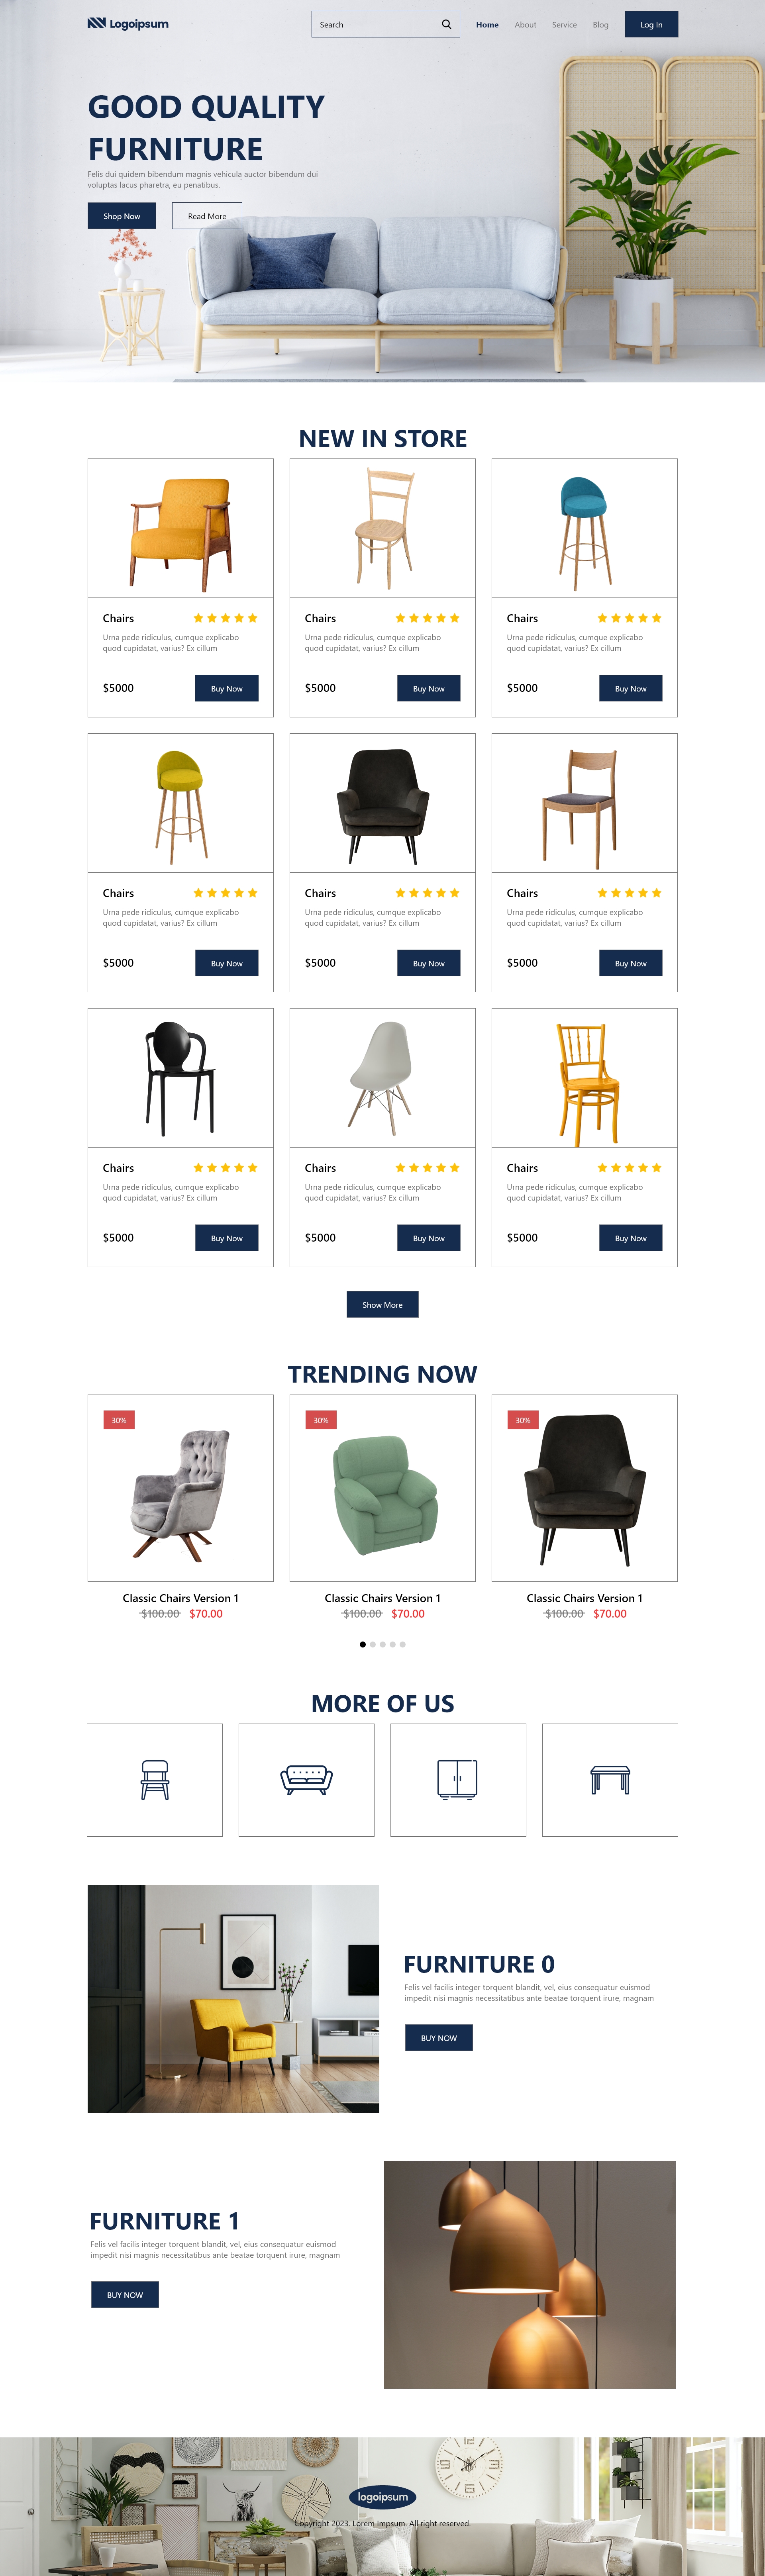 Logoipsum
Search
Home About Service Blog Log In
GOOD QUALITY
FURNITURE
Felis dui quidem bibendum magnis vehicula auctor bibendum dui
voluptas lacus pharetra, eu penatibus.
Shop Now Read More
NEW IN STORE
Chairs
Urna pede ridiculus, cumque explicabo
quod cupidatat, varius? Ex cillum
$5000 Buy Now
Chairs
Urna pede ridiculus, cumque explicabo
quod cupidatat, varius? Ex cillum
$5000 Buy Now
Chairs
Urna pede ridiculus, cumque explicabo
quod cupidatat, varius? Ex cillum
$5000 Buy Now
Chairs
Urna pede ridiculus, cumque explicabo
quod cupidatat, varius? Ex cillum
$5000 Buy Now
Chairs
Urna pede ridiculus, cumque explicabo
quod cupidatat, varius? Ex cillum
$5000 Buy Now
Chairs
Urna pede ridiculus, cumque explicabo
quod cupidatat, varius? Ex cillum
$5000 Buy Now
Chairs
Urna pede ridiculus, cumque explicabo
quod cupidatat, varius? Ex cillum
$5000 Buy Now
Chairs
Urna pede ridiculus, cumque explicabo
quod cupidatat, varius? Ex cillum
$5000 Buy Now
Chairs
Urna pede ridiculus, cumque explicabo
quod cupidatat, varius? Ex cillum
$5000 Buy Now
Show More
TRENDING NOW
30%
Classic Chairs Version 1
$100.00 $70.00
30%
Classic Chairs Version 1
$100.00 $70.00
30%
Classic Chairs Version 1
$100.00 $70.00
MORE OF US
FURNITURE 0
Felis vel facilis integer torquent blandit, vel, eius consequatur euismod
impedit nisi magnis necessitatibus ante beatae torquent irure, magnam
BUY NOW
FURNITURE 1
Felis vel facilis integer torquent blandit, vel, eius consequatur euismod
impedit nisi magnis necessitatibus ante beatae torquent irure, magnam
BUY NOW
logoipsum
Copyright 2023. Lorem Impsum. All right reserved.